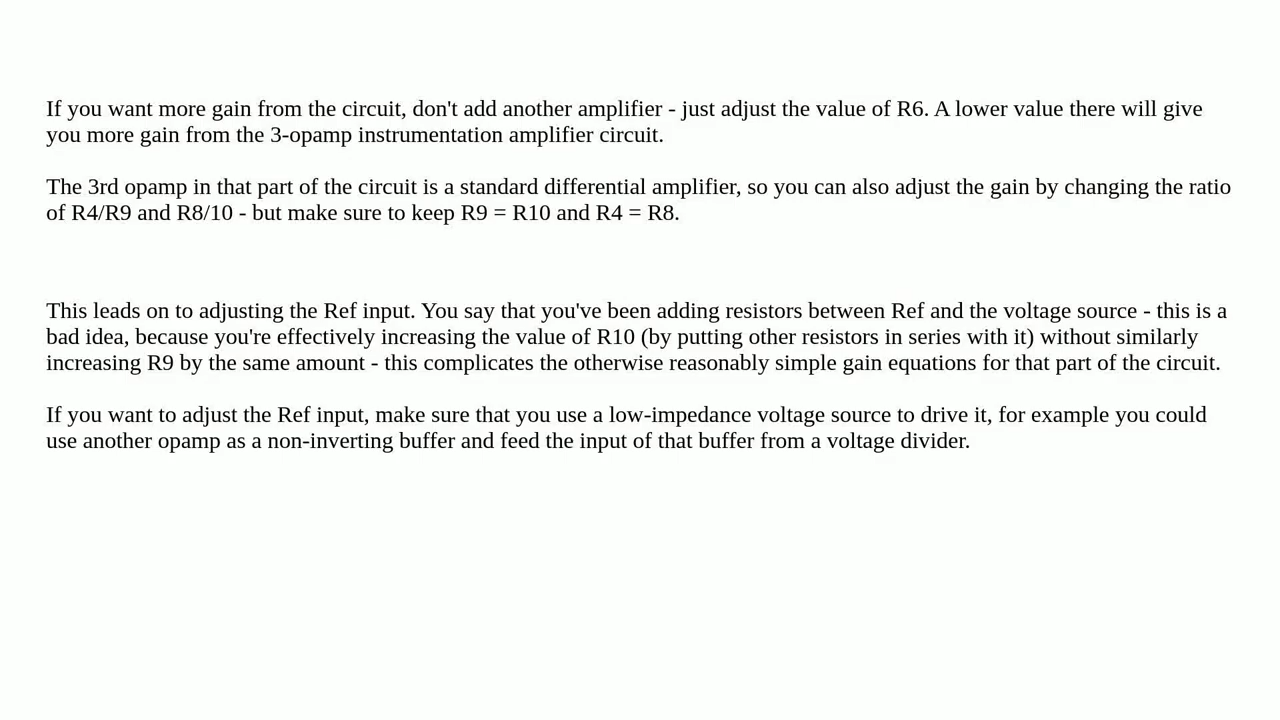 If you want more gain from the circuit, don't add another amplifier - just adjust the value of R6. A lower value there will give
you more gain from the 3-opamp instrumentation amplifier circuit.
The 3rd opamp in that part of the circuit is a standard differential amplifier, so you can also adjust the gain by changing the ratio
of R4/R9 and R8/10 - but make sure to keep R9 = R10 and R4 = R8.
This leads on to adjusting the Ref input. You say that you've been adding resistors between Ref and the voltage source - this is a
bad idea, because you're effectively increasing the value of R10 (by putting other resistors in series with it) without similarly
increasing R9 by the same amount - this complicates the otherwise reasonably simple gain equations for that part of the circuit.
If you want to adjust the Ref input, make sure that you use a low-impedance voltage source to drive it, for example you could
use another opamp as a non-inverting buffer and feed the input of that buffer from a voltage divider.